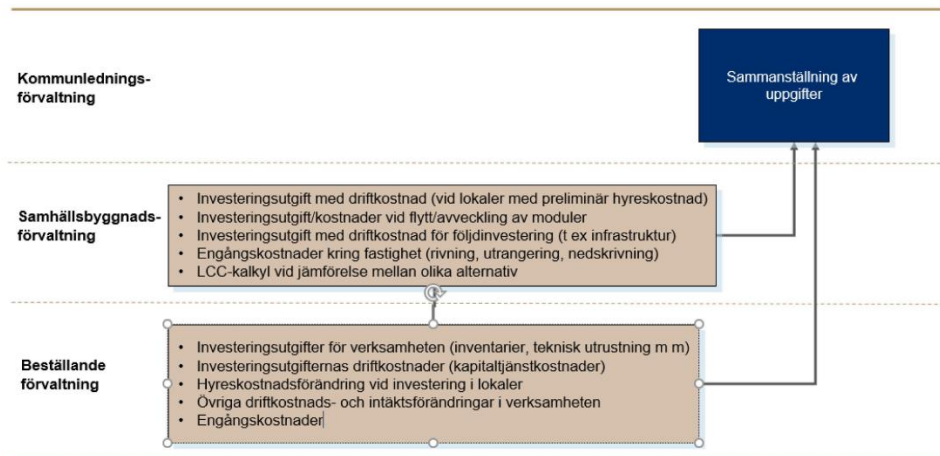 Kommunlednings-
förvaltning
Sammanställning av
uppgifter
Samhällsbyggnads-
förvaltning
• Investeringsutgift med driftkostnad (vid lokaler med preliminär hyreskostnad)
• Investeringsutgift/kostnader vid flytt/avveckling av moduler
• Investeringsutgift med driftkostnad för följdinvestering (t ex infrastruktur)
• Engångskostnader kring fastighet (rivning, utrangering, nedskrivning)
• LCC-kalkyl vid jämförelse mellan olika alternativ
Beställande
förvaltning
• Investeringsutgifter för verksamheten (inventarier, teknisk utrustning m m)
• Investeringsutgifternas driftkostnader (kapitaltjänstkostnader)
• Hyreskostnadsförändring vid investering i lokaler
• Övriga driftkostnads- och intäktsförändringar i verksamheten
• Engångskostnader